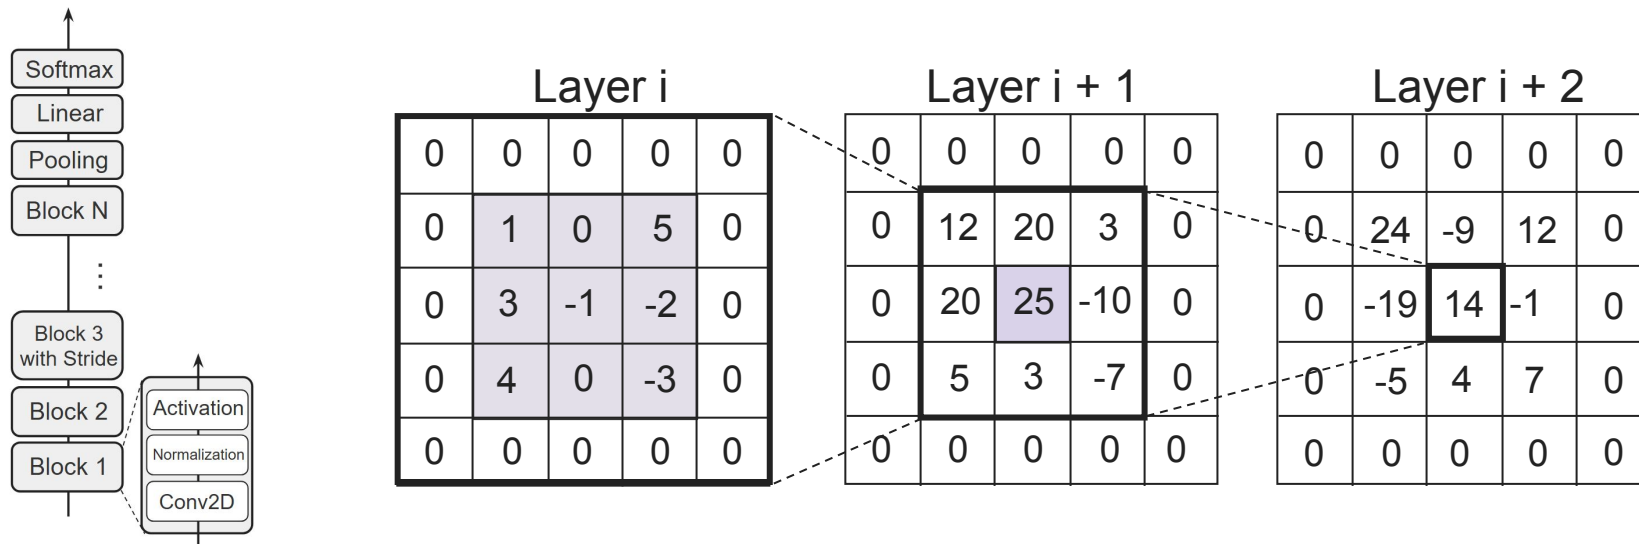 Softmax
Linear
Pooling
Block N
⋮
Block 3
with Stride
Block 2
Block 1
Activation
Normalization
Conv2D
Layer i
0 0 0 0 0
0 1 0 5 0
0 3 -1 -2 0
0 4 0 -3 0
0 0 0 0 0
Layer i + 1
0 0 0 0 0
0 12 20 3 0
0 20 25 -10 0
0 5 3 -7 0
0 0 0 0 0
Layer i + 2
0 0 0 0 0
0 24 -9 12 0
0 -19 14 -1 0
0 -5 4 7 0
0 0 0 0 0